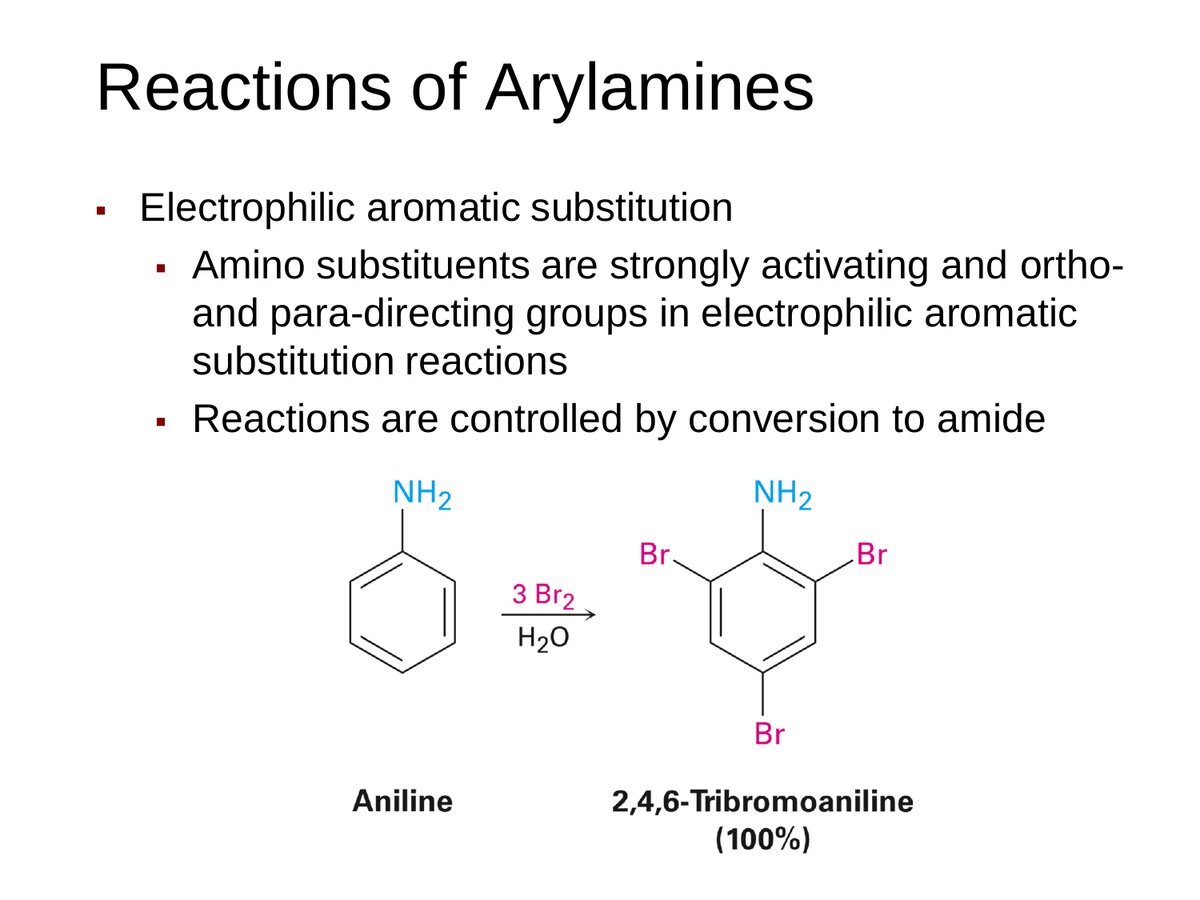 Reactions of Arylamines
▪ Electrophilic aromatic substitution
▪ Amino substituents are strongly activating and ortho-
and para-directing groups in electrophilic aromatic
substitution reactions
▪ Reactions are controlled by conversion to amide
NH2
NH2
Br
Br
3 Br2
H2O
Br
Aniline
2,4,6-Tribromoaniline
(100%)